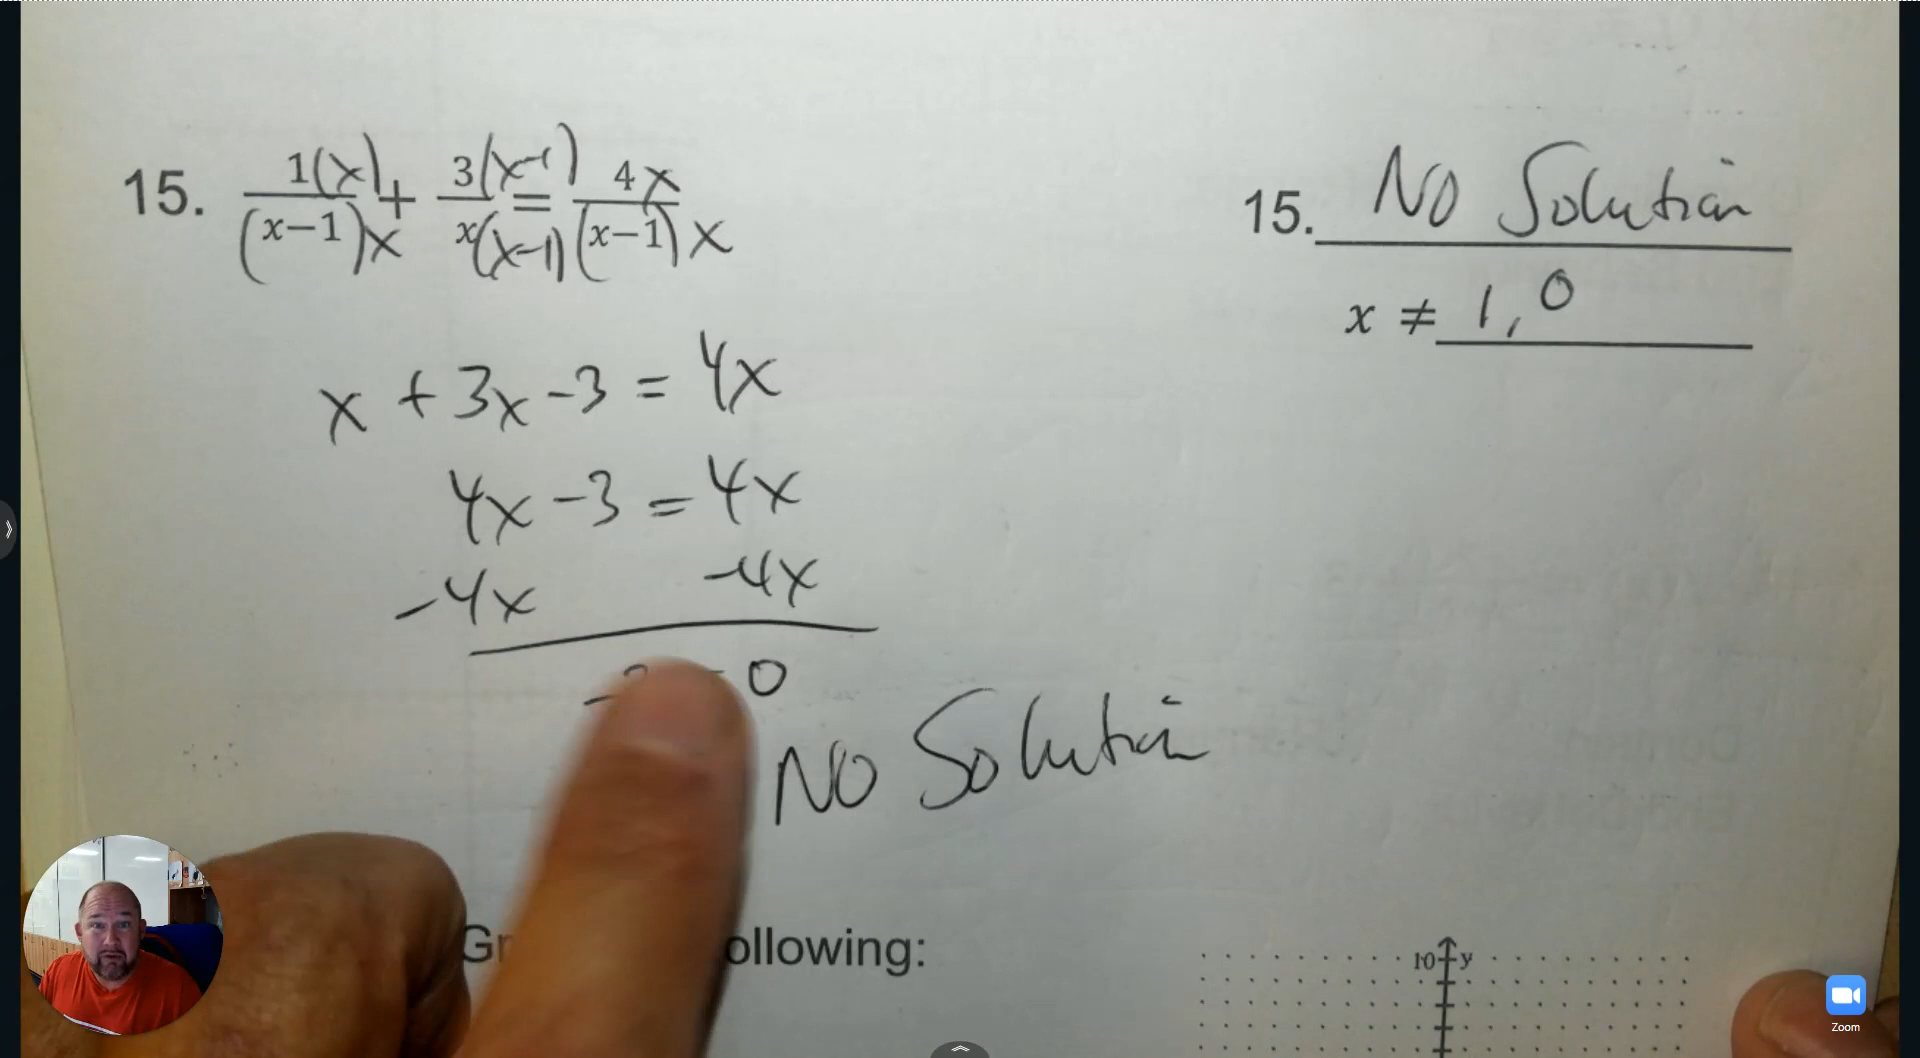 15. 1(x)/(x-1)x + 3(x-1)/x(x-1) = 4x/(x-1)x
15. No Solution
x ≠ 1, 0
x + 3x - 3 = 4x
4x - 3 = 4x
-4x -4x
0
No Solution
ollowing:
10 y
Zoom